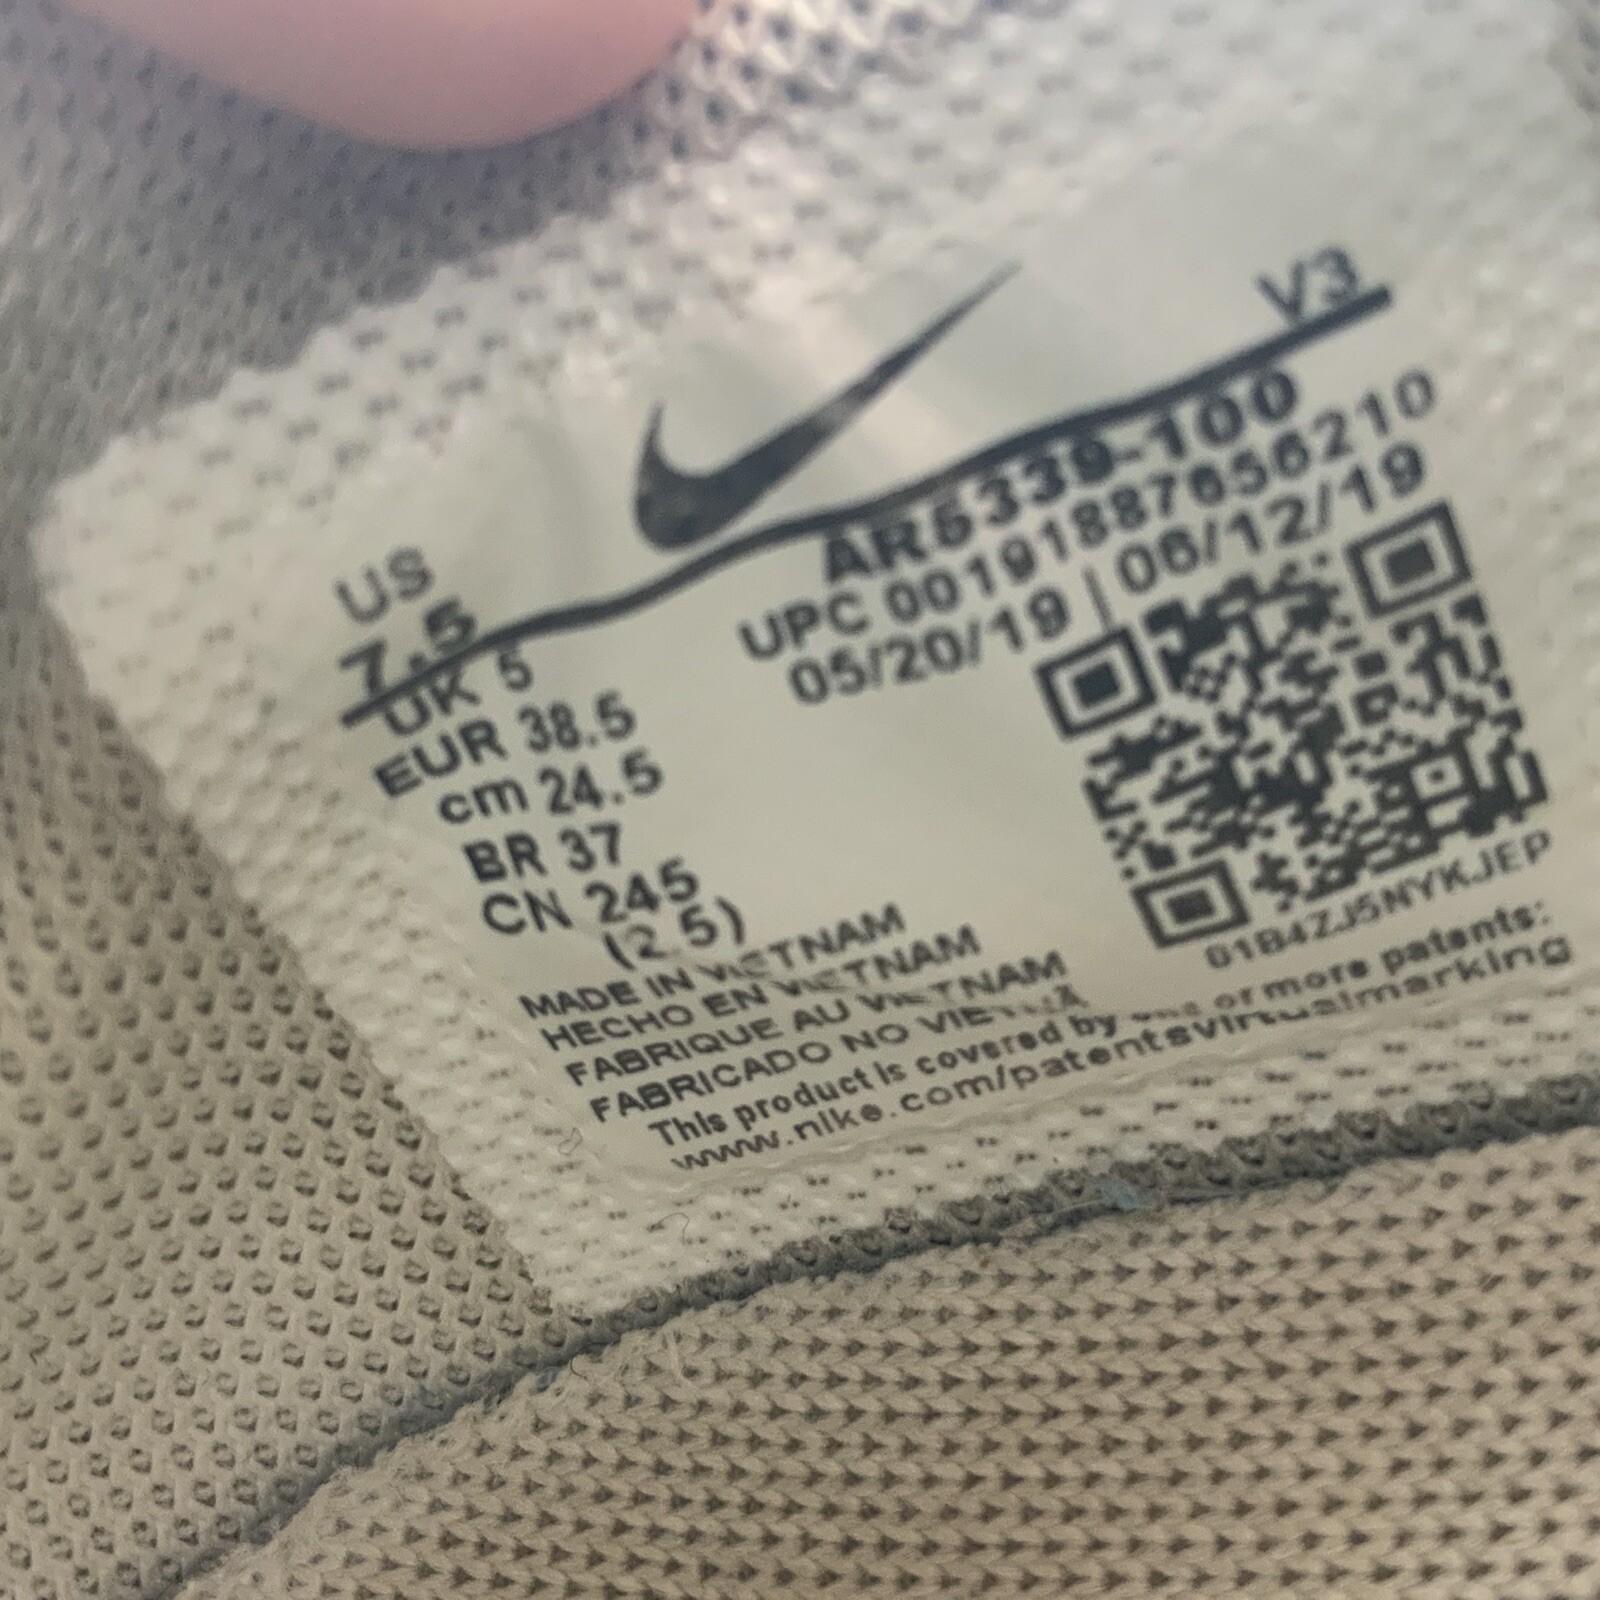 V3
AR5339-100
UPC 00191887656210
05/20/19 | 06/12/19
US
7.5
UK 5
EUR 38.5
cm 24.5
BR 37
CN 245
(2.5)
01B4ZJ5NYKJEP
MADE IN VIETNAM
HECHO EN VIETNAM
FABRIQUE AU VIETNAM
FABRICADO NO VIETNÃ
This product is covered by one or more patents:
www.nike.com/patentsvirtualmarking